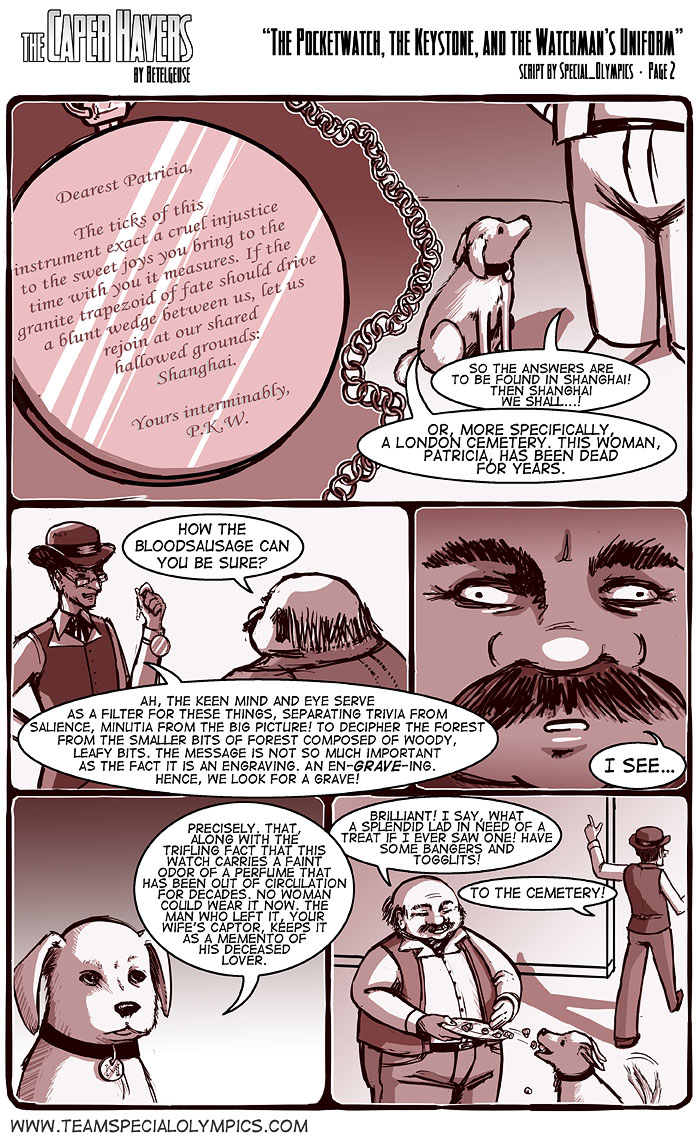 THE CAPER HAVERS
BY BETELGEUSE
"THE POCKETWATCH, THE KEYSTONE, AND THE WATCHMAN'S UNIFORM"
SCRIPT BY SPECIAL_OLYMPICS · PAGE 2
Dearest Patricia,
The ticks of this
instrument exact a cruel injustice
to the sweet joys you bring to the
time with you it measures. If the
granite trapezoid of fate should drive
a blunt wedge between us, let us
rejoin at our shared
hallowed grounds:
Shanghai.
Yours interminably,
P.K.W.
SO THE ANSWERS ARE
TO BE FOUND IN SHANGHAI!
THEN SHANGHAI
WE SHALL...!
OR, MORE SPECIFICALLY,
A LONDON CEMETERY. THIS WOMAN,
PATRICIA, HAS BEEN DEAD
FOR YEARS.
HOW THE
BLOODSAUSAGE CAN
YOU BE SURE?
AH, THE KEEN MIND AND EYE SERVE
AS A FILTER FOR THESE THINGS, SEPARATING TRIVIA FROM
SALIENCE, MINUTIA FROM THE BIG PICTURE! TO DECIPHER THE FOREST
FROM THE SMALLER BITS OF FOREST COMPOSED OF WOODY,
LEAFY BITS. THE MESSAGE IS NOT SO MUCH IMPORTANT
AS THE FACT IT IS AN ENGRAVING. AN EN-GRAVE-ING.
HENCE, WE LOOK FOR A GRAVE!
I SEE...
PRECISELY. THAT,
ALONG WITH THE
TRIFLING FACT THAT THIS
WATCH CARRIES A FAINT
ODOR OF A PERFUME THAT
HAS BEEN OUT OF CIRCULATION
FOR DECADES. NO WOMAN
COULD WEAR IT NOW. THE
MAN WHO LEFT IT, YOUR
WIFE'S CAPTOR, KEEPS IT
AS A MEMENTO OF
HIS DECEASED
LOVER.
BRILLIANT! I SAY, WHAT
A SPLENDID LAD IN NEED OF A
TREAT IF I EVER SAW ONE! HAVE
SOME BANGERS AND
TOGGLITS!
TO THE CEMETERY!
WWW.TEAMSPECIALOLYMPICS.COM